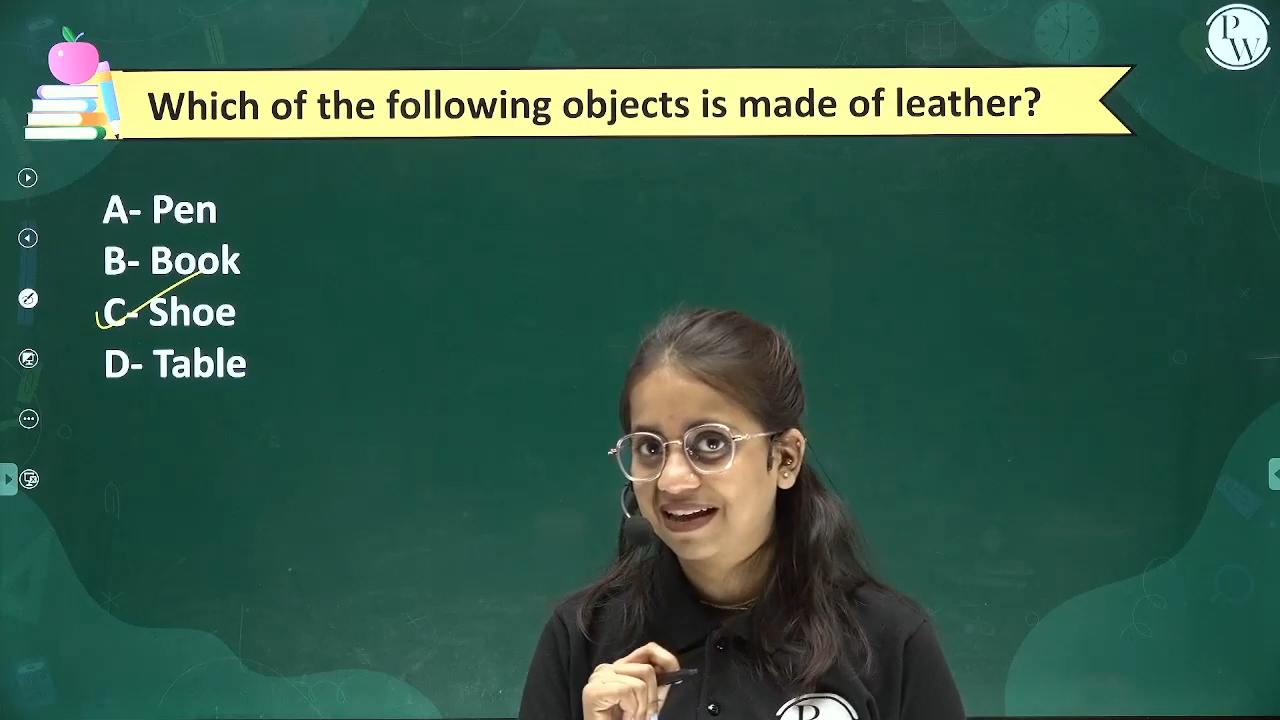 P
W
Which of the following objects is made of leather?
A- Pen
B- Book
C- Shoe
D- Table
P